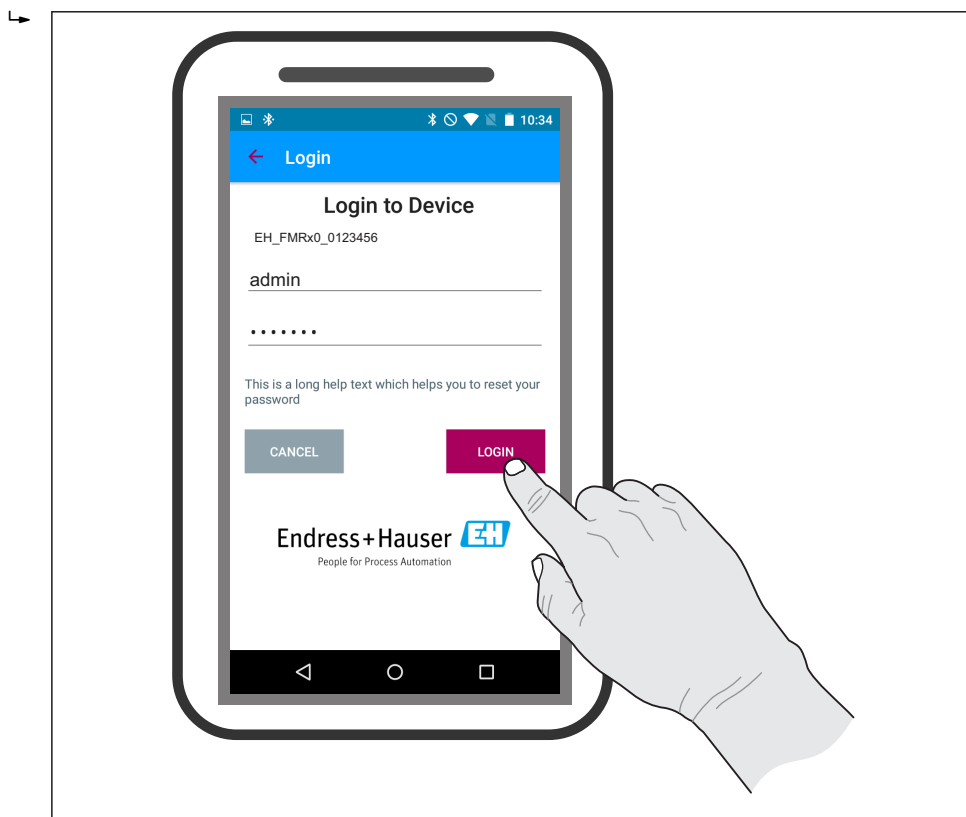 10:34
Login
Login to Device
EH_FMRx0_0123456
admin
•••••••
This is a long help text which helps you to reset your
password
CANCEL LOGIN
Endress+Hauser EH
People for Process Automation